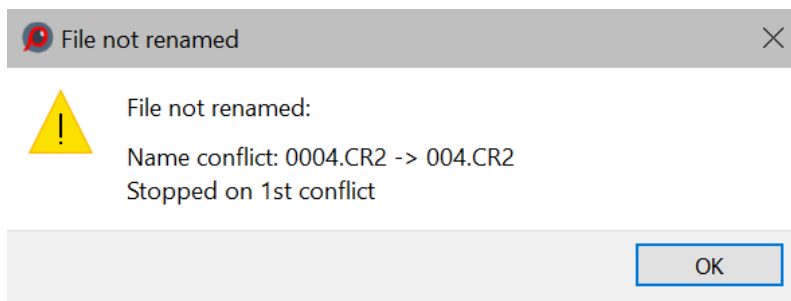 File not renamed
File not renamed:
Name conflict: 0004.CR2 -> 004.CR2
Stopped on 1st conflict
OK